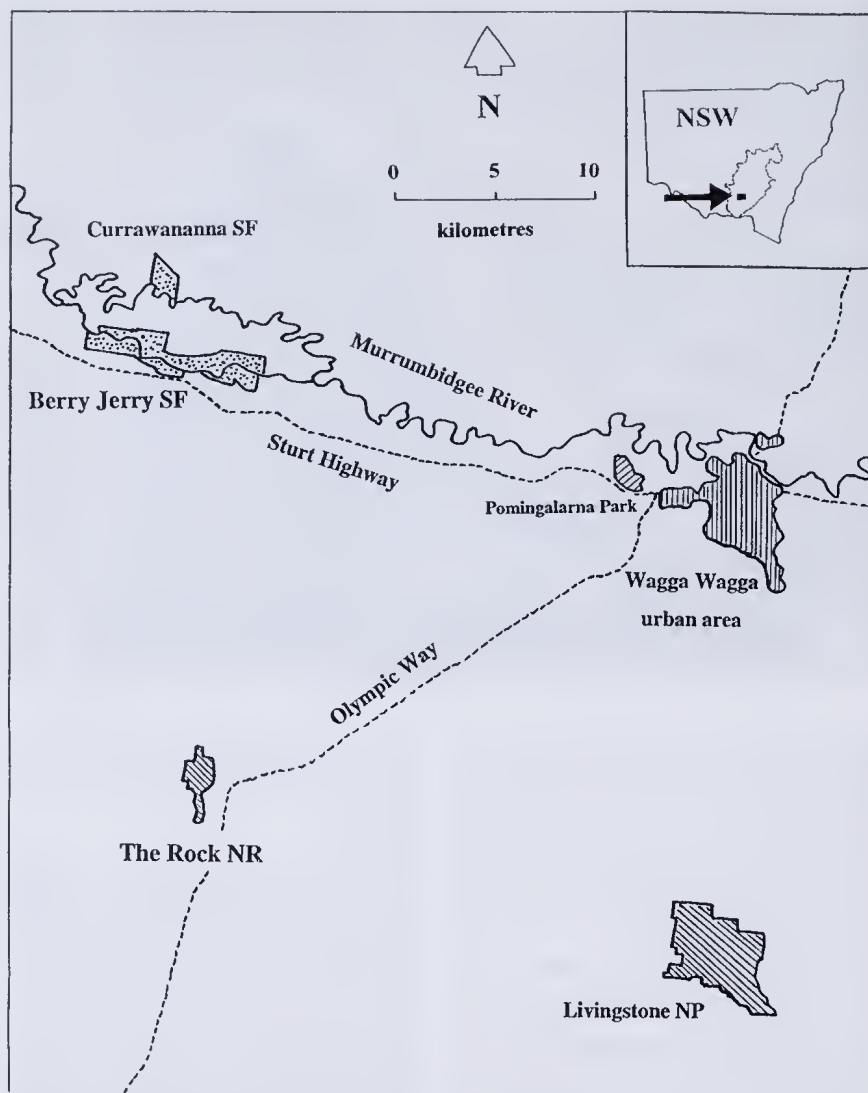 N
NSW
0 5 10
kilometres
Currawananna SF
Murrumbidgee River
Berry Jerry SF
Sturt Highway
Pomingalarna Park
Wagga Wagga
urban area
Olympic Way
The Rock NR
Livingstone NP